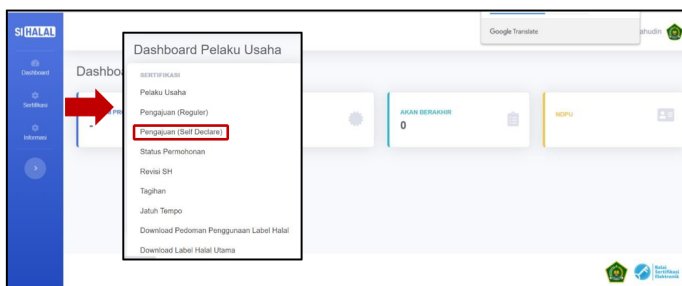 SI HALAL
Google Translate
ahudin
Dashboard
Sertifikasi
Informasi
Dashbo
Dashboard Pelaku Usaha
SERTIFIKASI
Pelaku Usaha
Pengajuan (Reguler)
Pengajuan (Self Declare)
Status Permohonan
Revisi SH
Tagihan
Jatuh Tempo
Download Pedoman Penggunaan Label Halal
Download Label Halal Utama
M PR
-
AKAN BERAKHIR
0
Balai
Sertifikasi
Elektronik